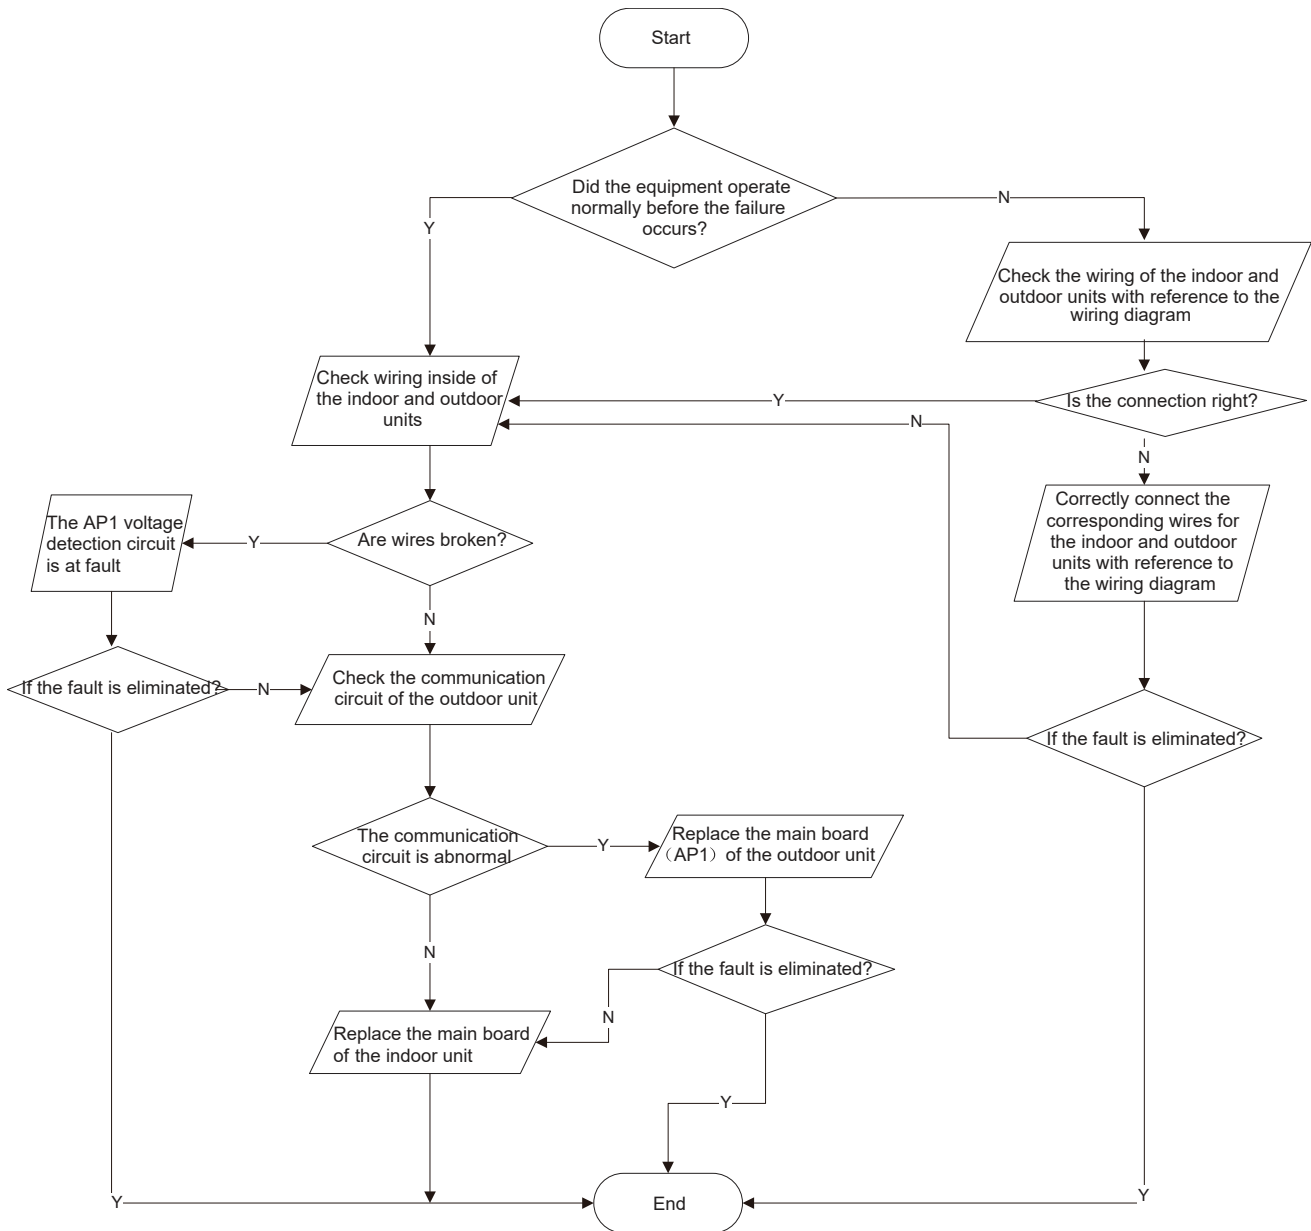 Start
Did the equipment operate
normally before the failure
occurs?
Y
N
Check the wiring of the indoor and
outdoor units with reference to the
wiring diagram
Check wiring inside of
the indoor and outdoor
units
Y
Is the connection right?
N
N
The AP1 voltage
detection circuit
is at fault
Y
Are wires broken?
Correctly connect the
corresponding wires for
the indoor and outdoor
units with reference to
the wiring diagram
N
If the fault is eliminated?
N
Check the communication
circuit of the outdoor unit
If the fault is eliminated?
The communication
circuit is abnormal
Y
Replace the main board
（AP1）of the outdoor unit
N
If the fault is eliminated?
N
Replace the main board
of the indoor unit
Y
Y
End
Y